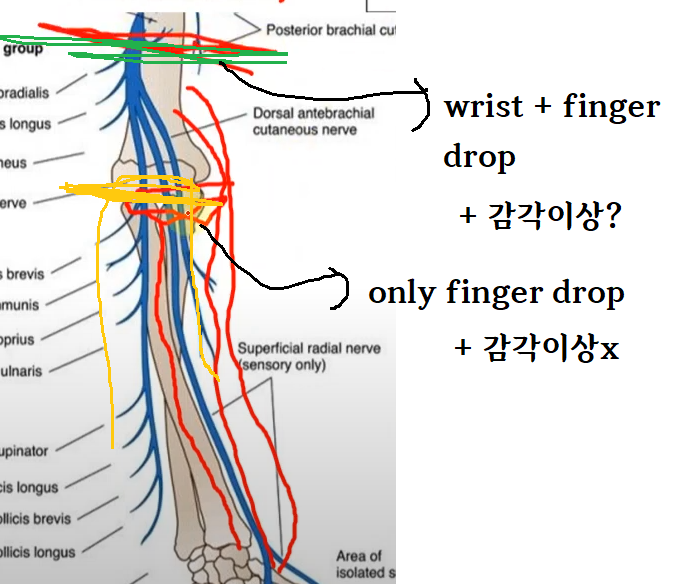 Posterior brachial cu
group
oradialis
s longus
neus
Dorsal antebrachial
cutaneous nerve
wrist + finger
drop
+ 감각이상?
erve
s brevis
munis
oprius
ulnaris
only finger drop
+ 감각이상x
Superficial radial nerve
(sensory only)
upinator
cis longus
ollicis brevis
ollicis longus
Area of
isolated s